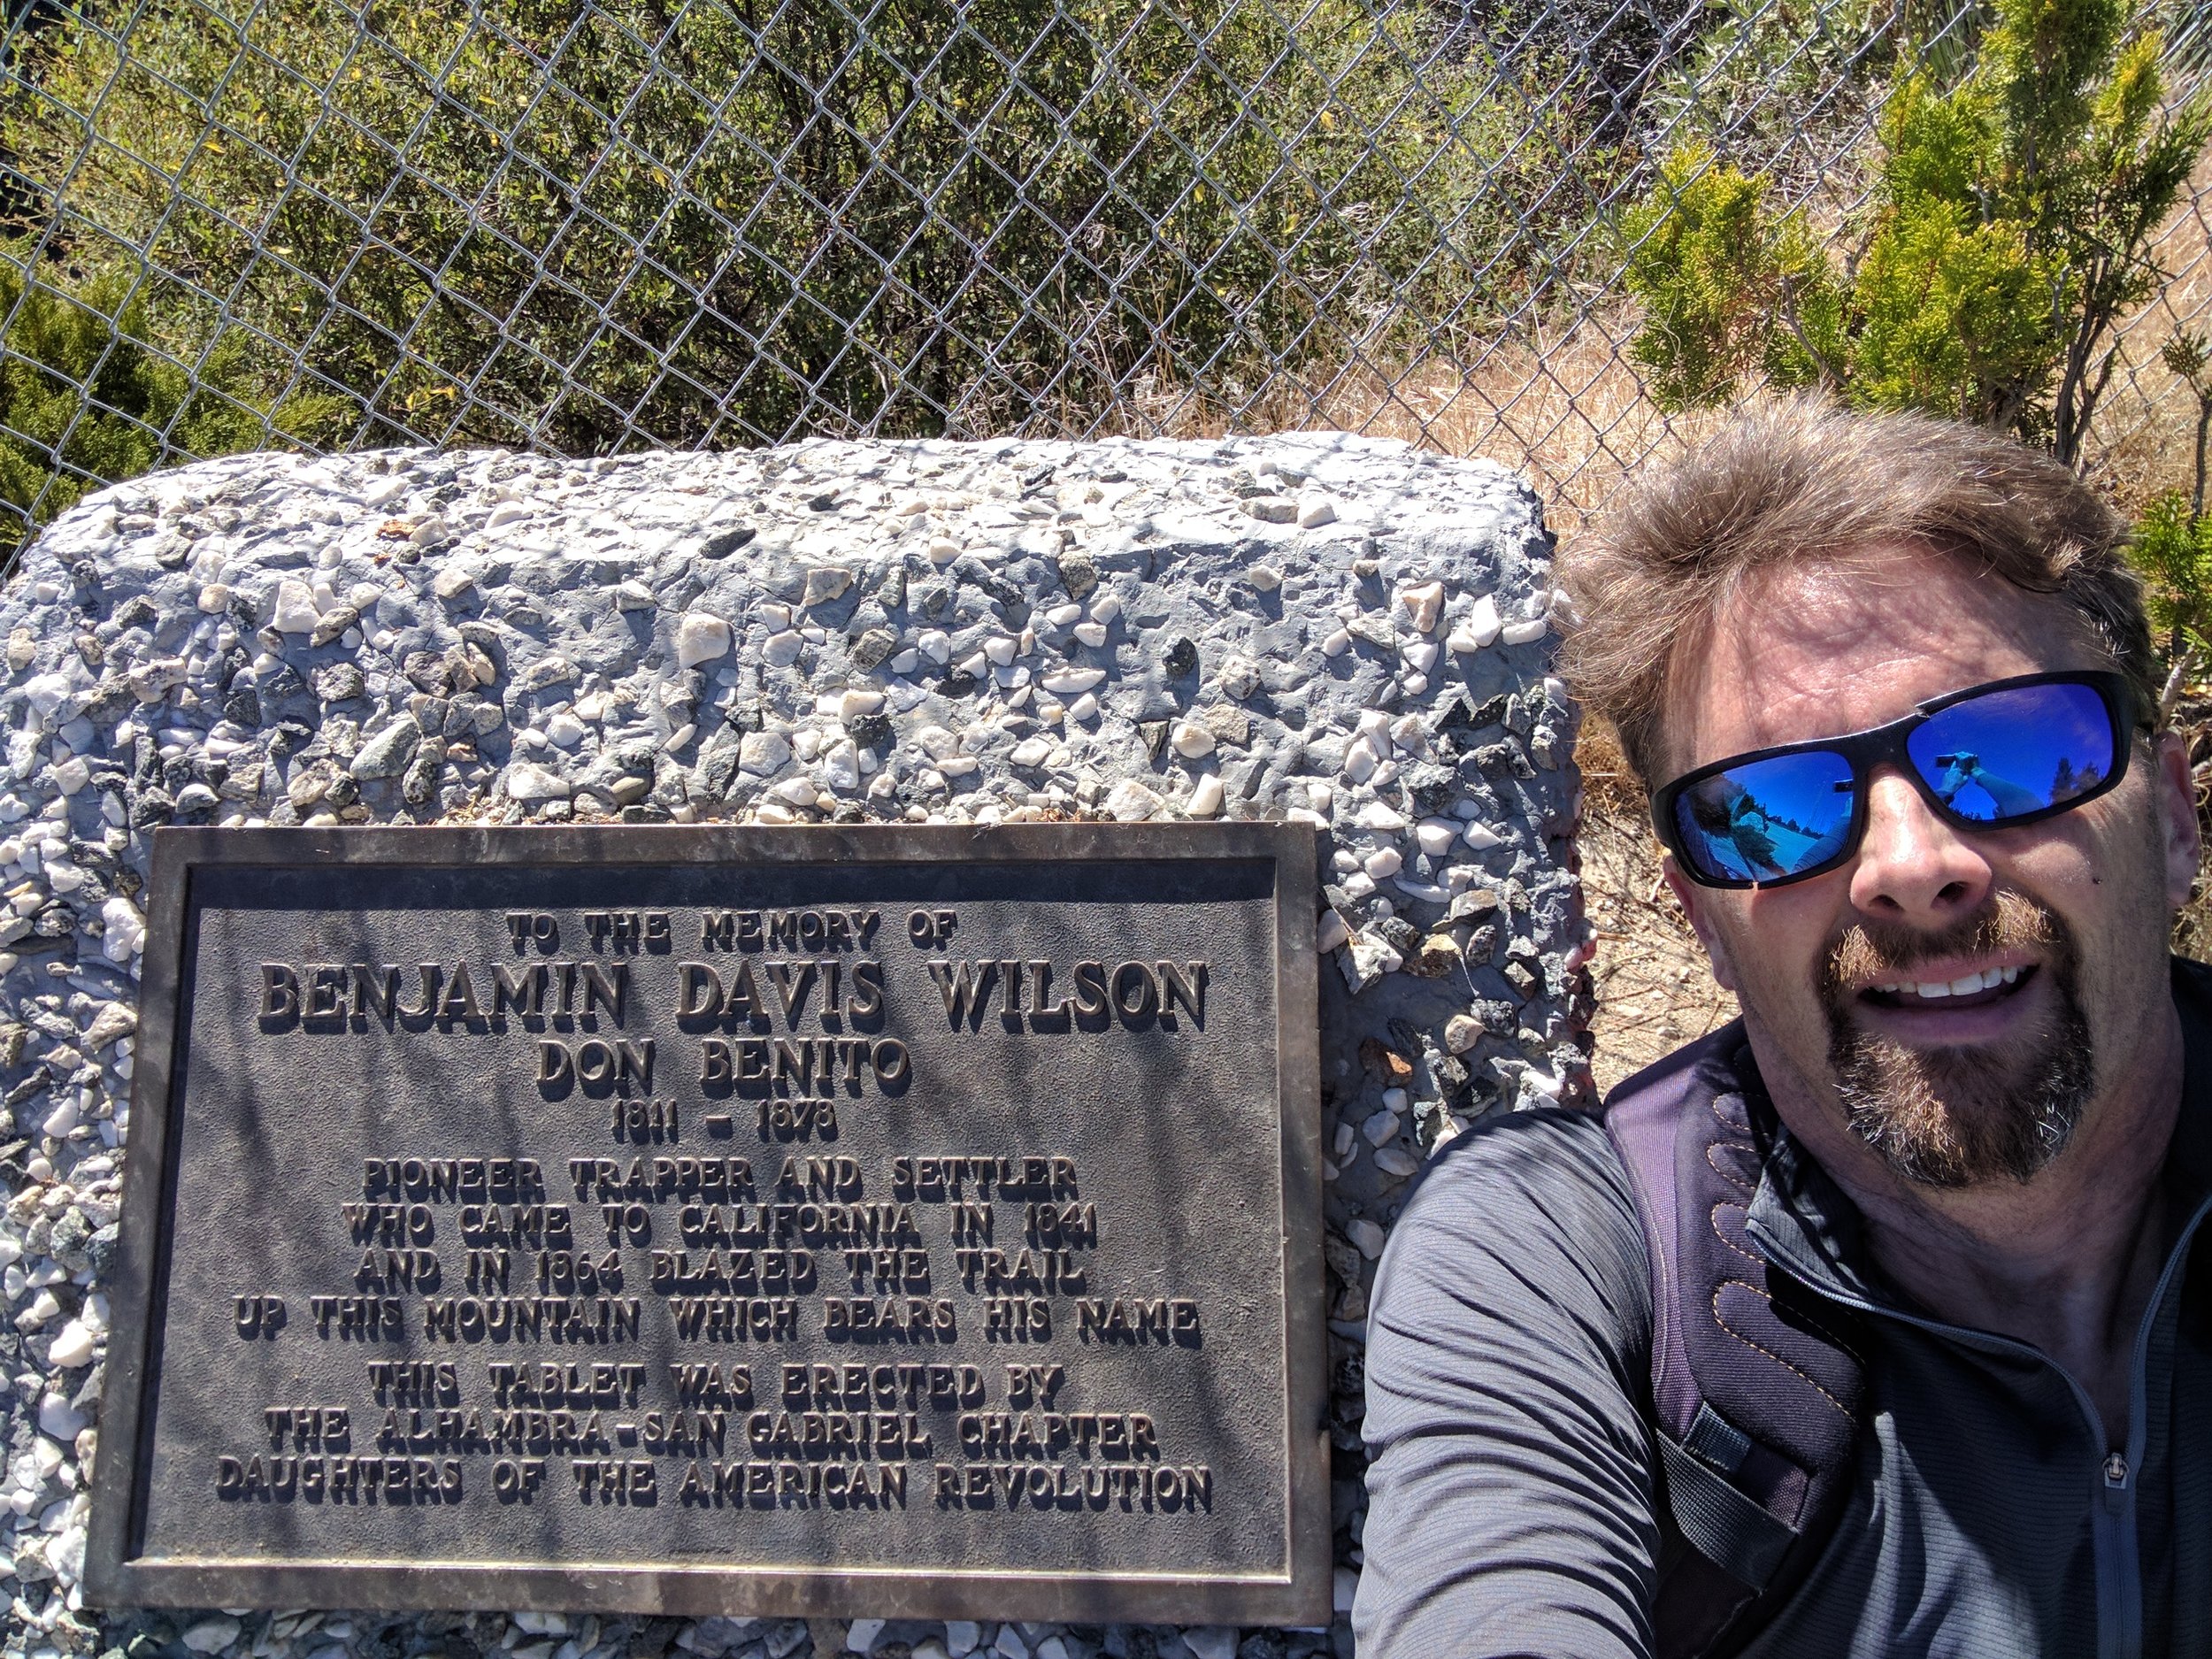 TO THE MEMORY OF
BENJAMIN DAVIS WILSON
DON BENITO
1811 – 1878
PIONEER TRAPPER AND SETTLER
WHO CAME TO CALIFORNIA IN 1841
AND IN 1864 BLAZED THE TRAIL
UP THIS MOUNTAIN WHICH BEARS HIS NAME
THIS TABLET WAS ERECTED BY
THE ALHAMBRA-SAN GABRIEL CHAPTER
DAUGHTERS OF THE AMERICAN REVOLUTION